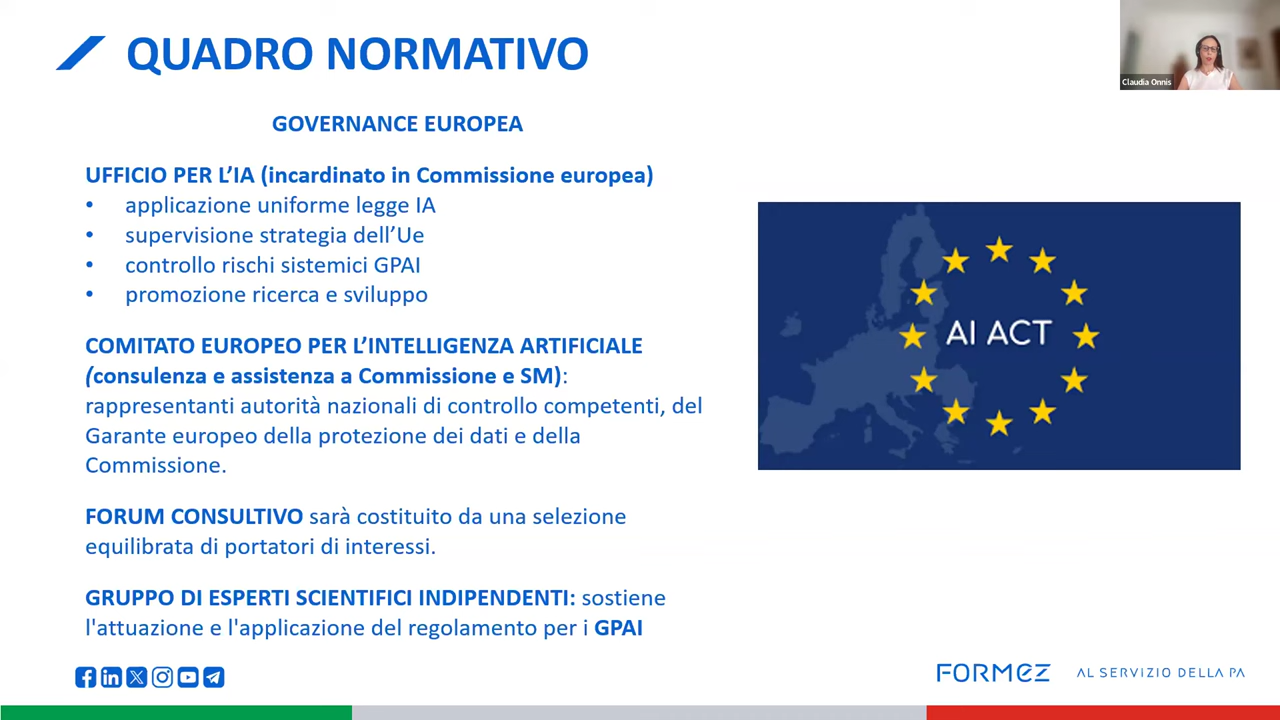 QUADRO NORMATIVO
Claudia Onnis
GOVERNANCE EUROPEA
UFFICIO PER L’IA (incardinato in Commissione europea)
• applicazione uniforme legge IA
• supervisione strategia dell’Ue
• controllo rischi sistemici GPAI
• promozione ricerca e sviluppo
COMITATO EUROPEO PER L’INTELLIGENZA ARTIFICIALE
(consulenza e assistenza a Commissione e SM):
rappresentanti autorità nazionali di controllo competenti, del
Garante europeo della protezione dei dati e della
Commissione.
FORUM CONSULTIVO sarà costituito da una selezione
equilibrata di portatori di interessi.
GRUPPO DI ESPERTI SCIENTIFICI INDIPENDENTI: sostiene
l'attuazione e l'applicazione del regolamento per i GPAI
AI ACT
FORMEZ AL SERVIZIO DELLA PA